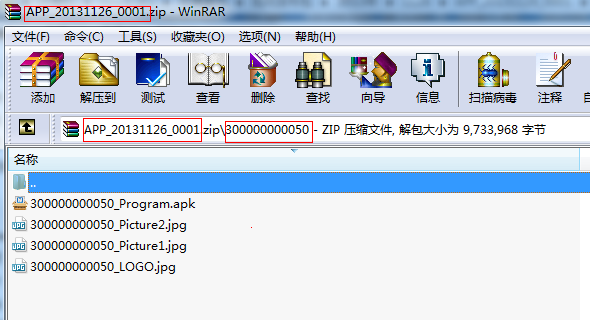 APP_20131126_0001.zip - WinRAR
文件(F) 命令(C) 工具(S) 收藏夹(O) 选项(N) 帮助(H)
添加 解压到 测试 查看 删除 查找 向导 信息 扫描病毒 注释
APP_20131126_0001.zip\300000000050 - ZIP 压缩文件, 解包大小为 9,733,968 字节
名称
..
300000000050_Program.apk
300000000050_Picture2.jpg
300000000050_Picture1.jpg
300000000050_LOGO.jpg